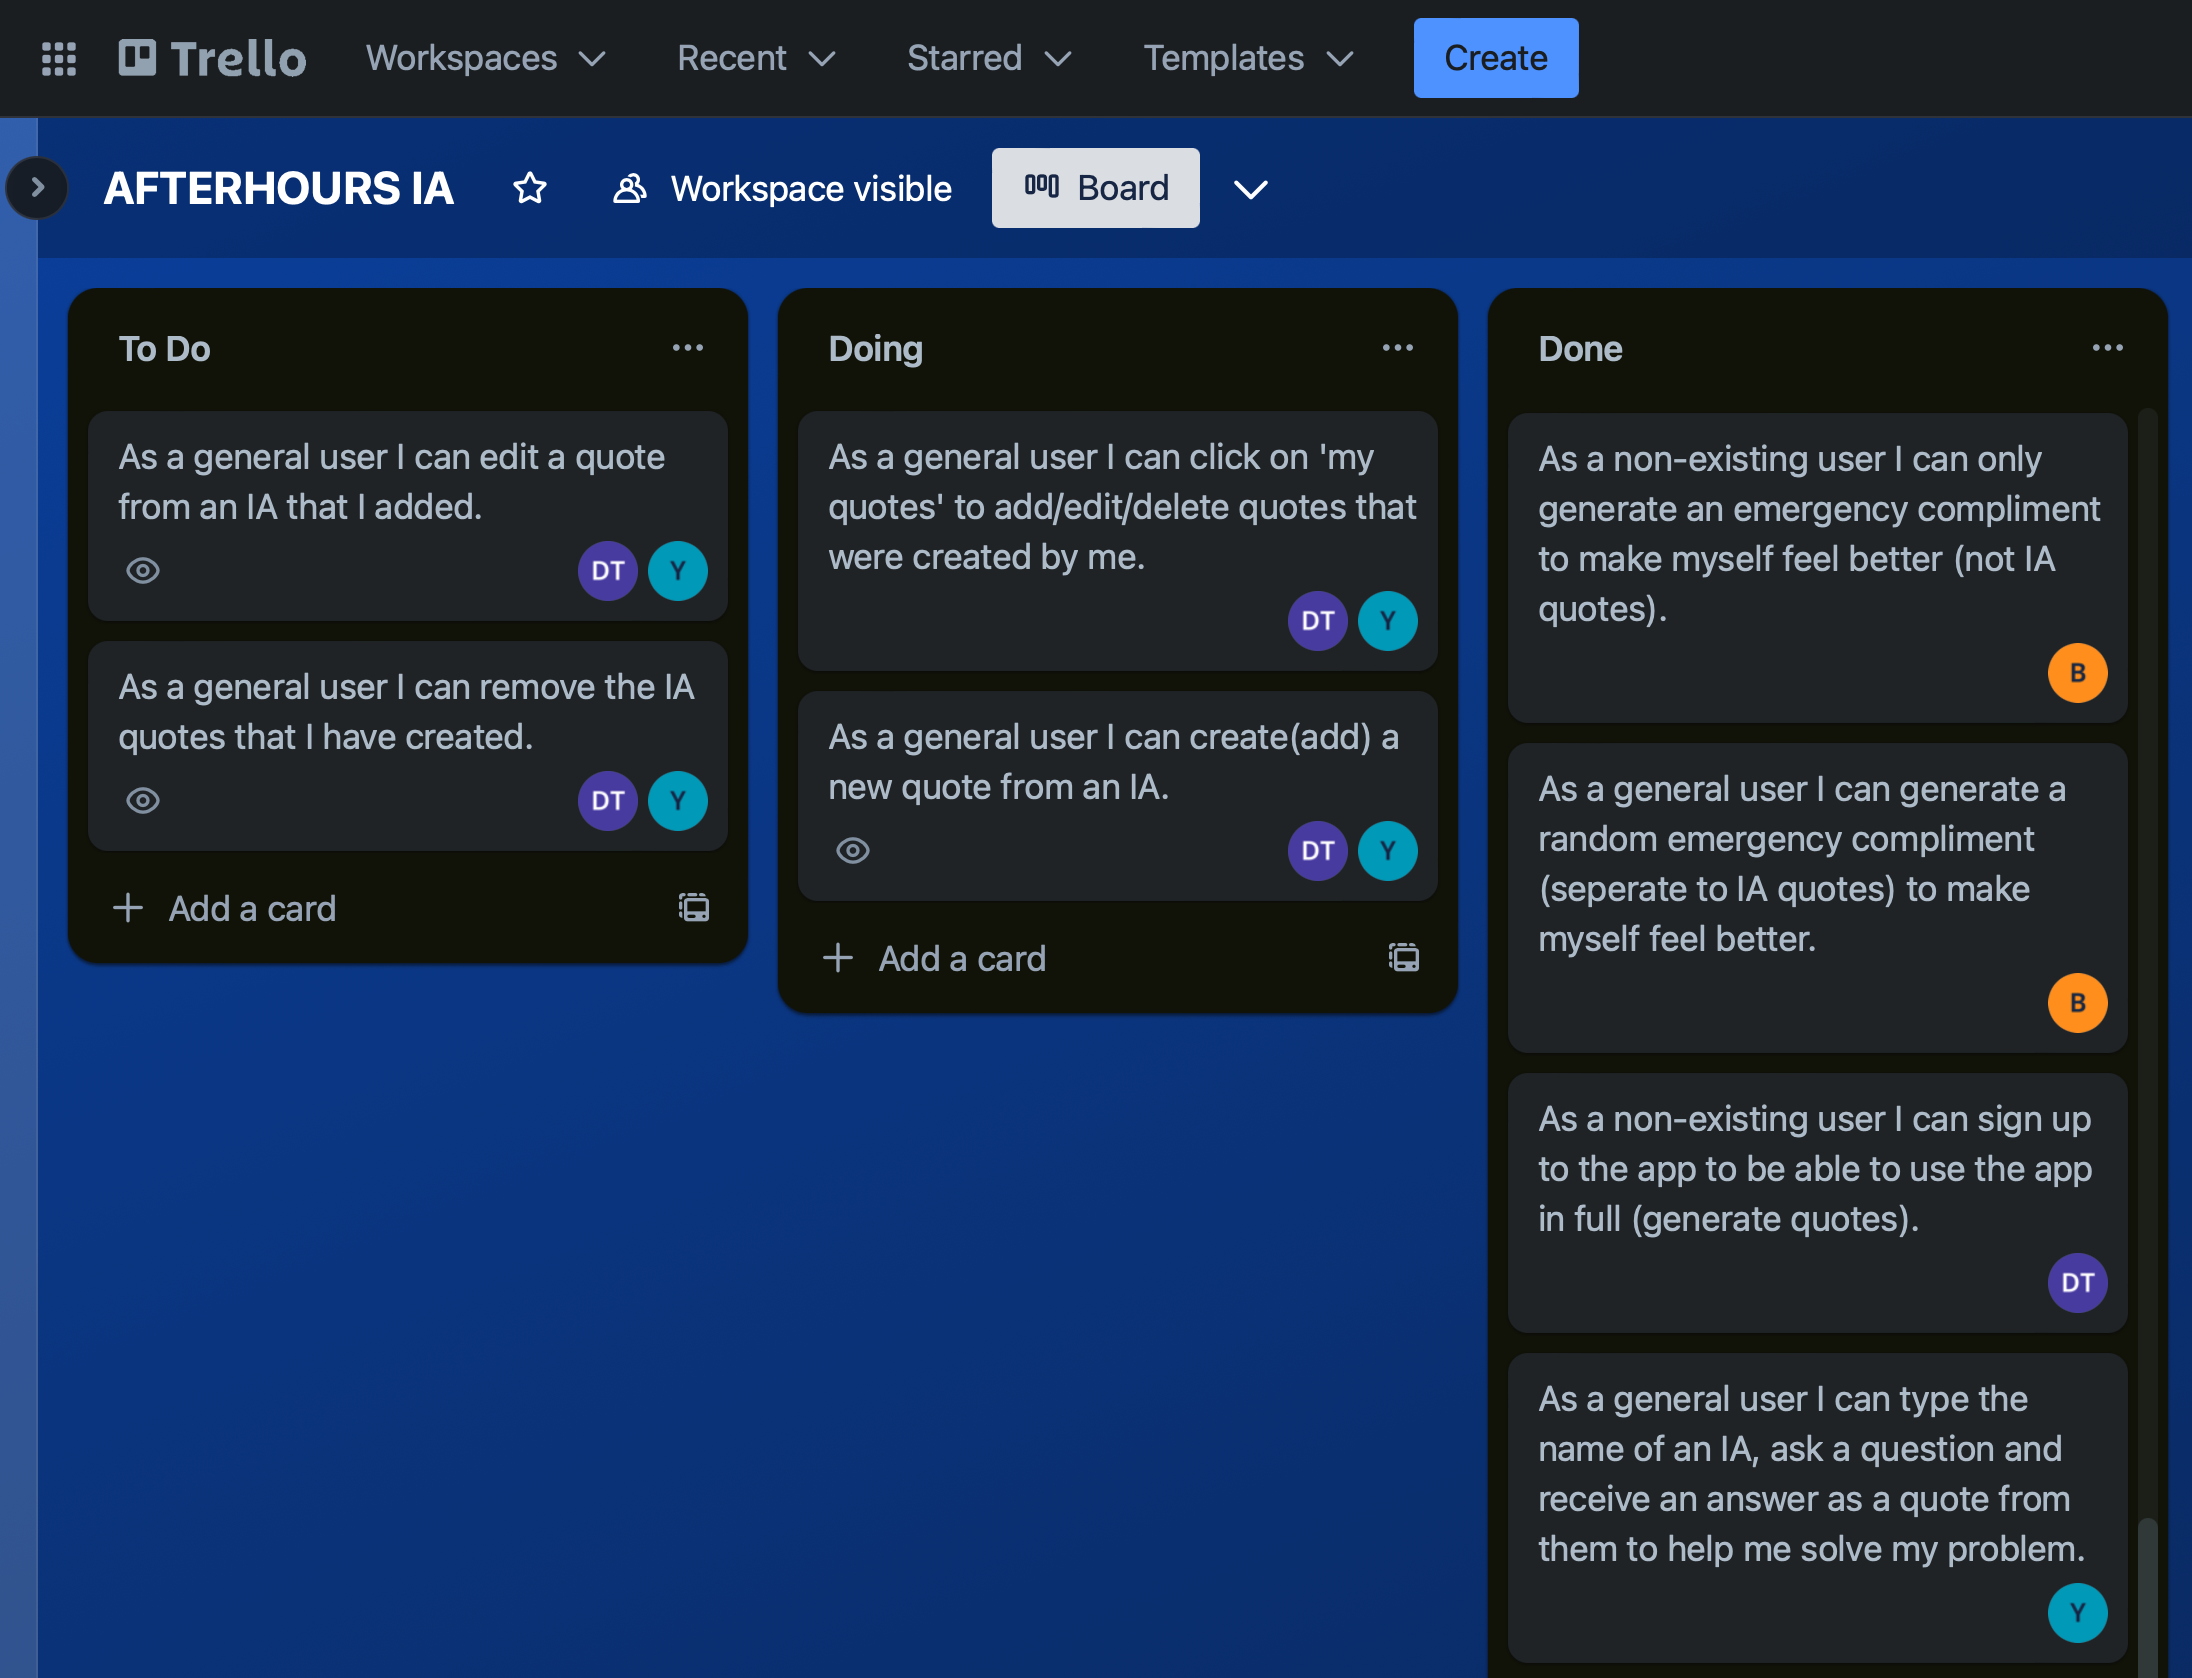 Trello
Workspaces
Recent
Starred
Templates
Create
AFTERHOURS IA
Workspace visible
Board
To Do
As a general user I can edit a quote
from an IA that I added.
DT
Y
As a general user I can remove the IA
quotes that I have created.
DT
Y
Add a card
Doing
As a general user I can click on 'my
quotes' to add/edit/delete quotes that
were created by me.
DT
Y
As a general user I can create(add) a
new quote from an IA.
DT
Y
Add a card
Done
As a non-existing user I can only
generate an emergency compliment
to make myself feel better (not IA
quotes).
B
As a general user I can generate a
random emergency compliment
(seperate to IA quotes) to make
myself feel better.
B
As a non-existing user I can sign up
to the app to be able to use the app
in full (generate quotes).
DT
As a general user I can type the
name of an IA, ask a question and
receive an answer as a quote from
them to help me solve my problem.
Y